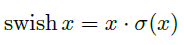 swish x = x · σ(x)